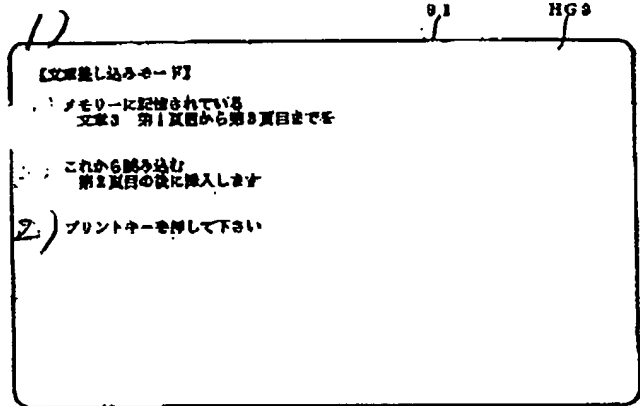 1) 91 HG9
【文章差し込みモード】
メモリーに記憶されている
文章3 第1頁目から第3頁目までを
これから読み込む
第2頁目の後に挿入します
2.) プリントキーを押して下さい